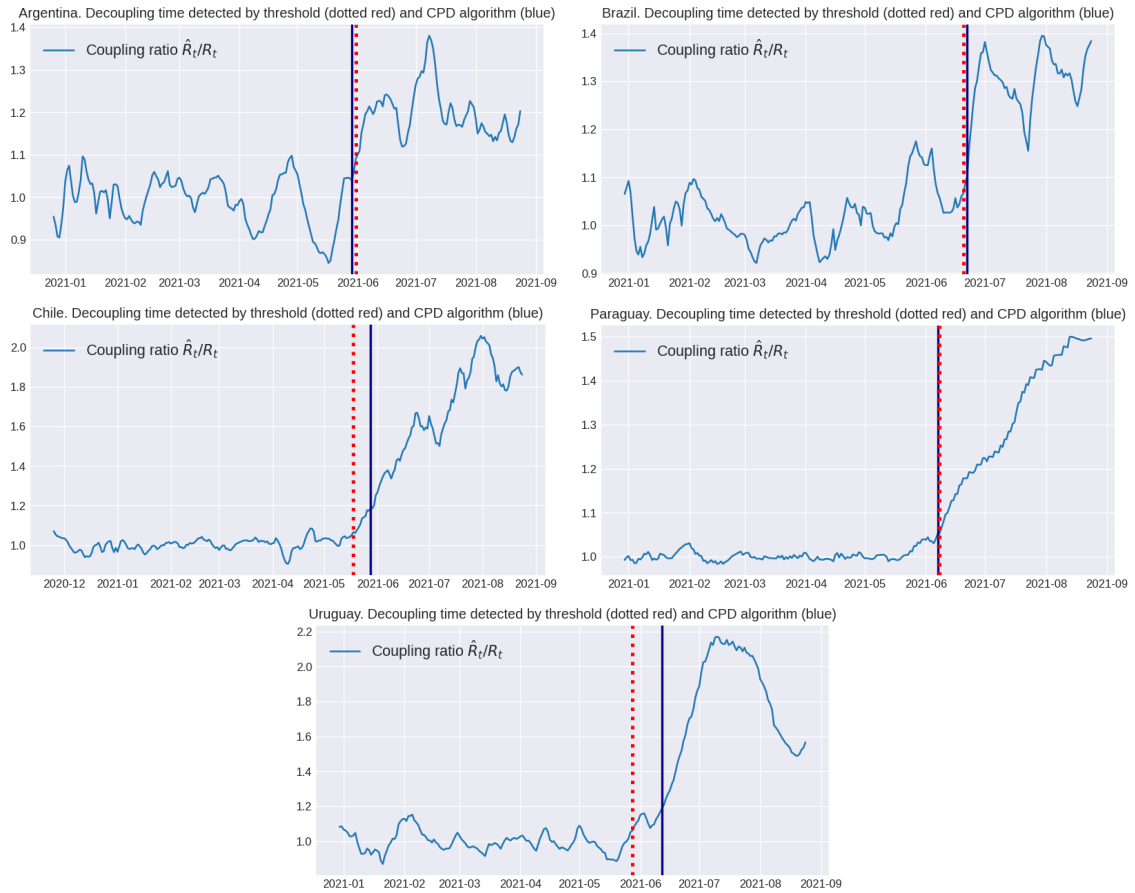 Argentina. Decoupling time detected by threshold (dotted red) and CPD algorithm (blue)
Coupling ratio R̂ₜ/Rₜ
1.4
1.3
1.2
1.1
1.0
0.9
2021-01 2021-02 2021-03 2021-04 2021-05 2021-06 2021-07 2021-08 2021-09
Brazil. Decoupling time detected by threshold (dotted red) and CPD algorithm (blue)
Coupling ratio R̂ₜ/Rₜ
1.4
1.3
1.2
1.1
1.0
0.9
2021-01 2021-02 2021-03 2021-04 2021-05 2021-06 2021-07 2021-08 2021-09
Chile. Decoupling time detected by threshold (dotted red) and CPD algorithm (blue)
Coupling ratio R̂ₜ/Rₜ
2.0
1.8
1.6
1.4
1.2
1.0
2020-12 2021-01 2021-02 2021-03 2021-04 2021-05 2021-06 2021-07 2021-08 2021-09
Paraguay. Decoupling time detected by threshold (dotted red) and CPD algorithm (blue)
Coupling ratio R̂ₜ/Rₜ
1.5
1.4
1.3
1.2
1.1
1.0
2021-01 2021-02 2021-03 2021-04 2021-05 2021-06 2021-07 2021-08 2021-09
Uruguay. Decoupling time detected by threshold (dotted red) and CPD algorithm (blue)
Coupling ratio R̂ₜ/Rₜ
2.2
2.0
1.8
1.6
1.4
1.2
1.0
2021-01 2021-02 2021-03 2021-04 2021-05 2021-06 2021-07 2021-08 2021-09